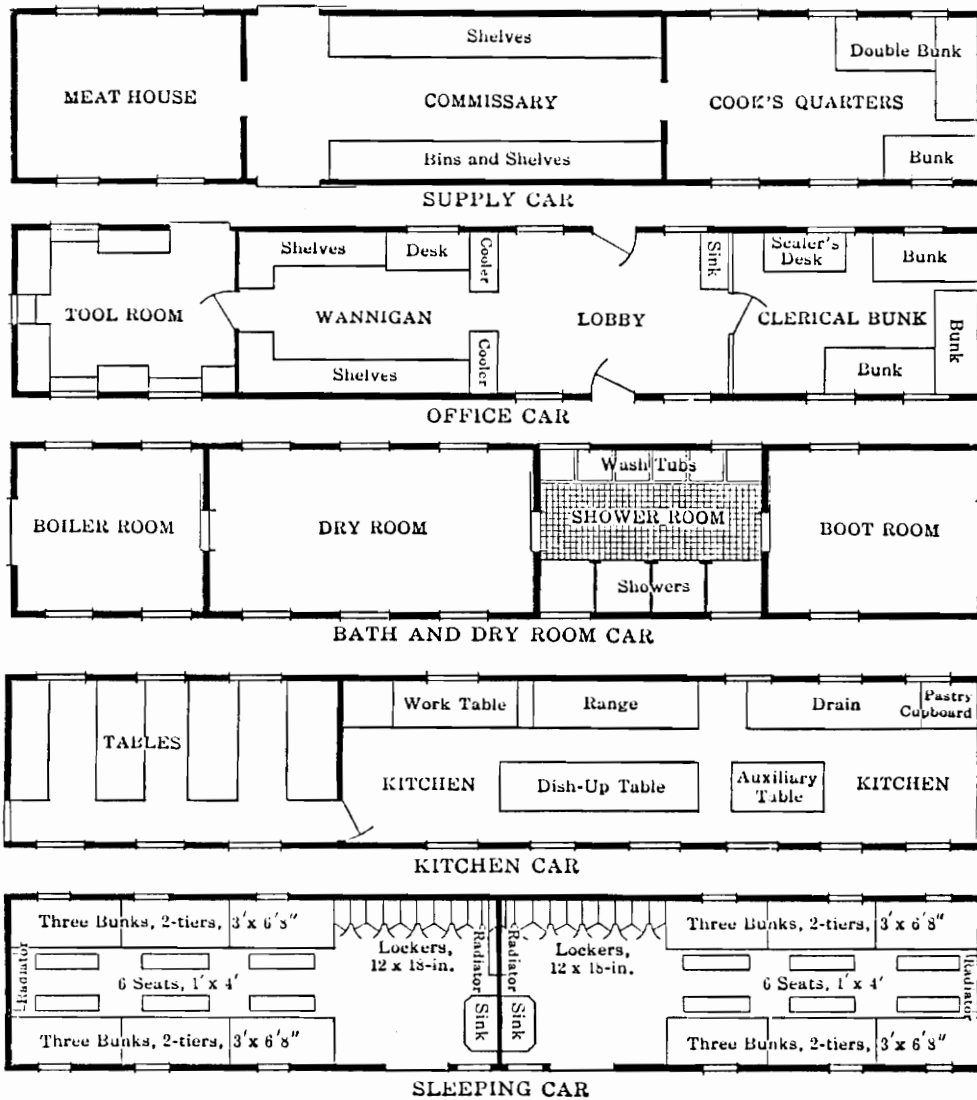 Shelves
Double Bunk
MEAT HOUSE
COMMISSARY
COOK'S QUARTERS
Bins and Shelves
Bunk
SUPPLY CAR
Shelves
Desk
Cooler
Sink
Scaler's
Desk
Bunk
TOOL ROOM
WANNIGAN
LOBBY
CLERICAL BUNK
Shelves
Cooler
Bunk
Bunk
OFFICE CAR
Wash Tubs
BOILER ROOM
DRY ROOM
SHOWER ROOM
BOOT ROOM
Showers
BATH AND DRY ROOM CAR
Work Table
Range
Drain
Pastry
Cupboard
TABLES
KITCHEN
Dish-Up Table
Auxiliary
Table
KITCHEN
KITCHEN CAR
Three Bunks, 2-tiers, 3' x 6'8"
Three Bunks, 2-tiers, 3' x 6'8"
Lockers,
12 x 18-in.
Radiator
Radiator
Lockers,
12 x 18-in.
Radiator
6 Seats, 1' x 4'
6 Seats, 1' x 4'
Radiator
Sink
Sink
Three Bunks, 2-tiers, 3' x 6'8"
Three Bunks, 2-tiers, 3' x 6'8"
SLEEPING CAR